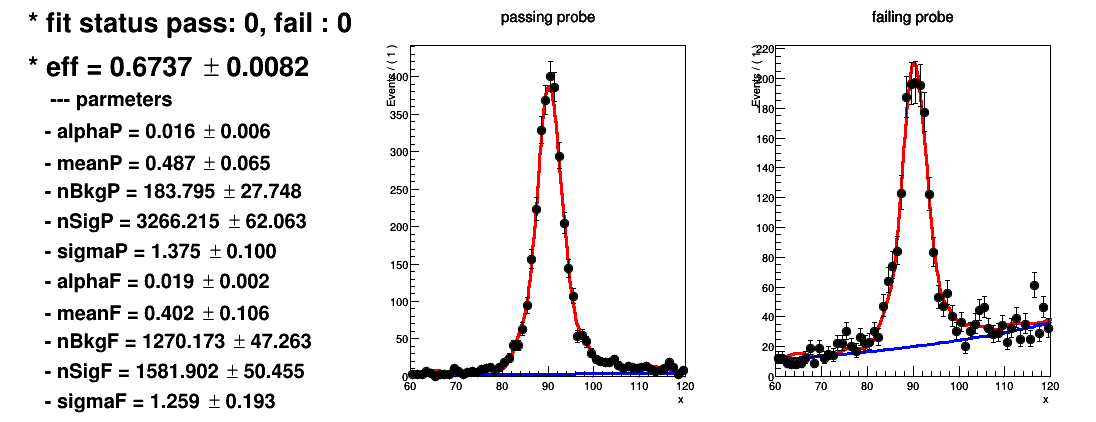 * fit status pass: 0, fail : 0
* eff = 0.6737 ± 0.0082
--- parmeters
- alphaP = 0.016 ± 0.006
- meanP = 0.487 ± 0.065
- nBkgP = 183.795 ± 27.748
- nSigP = 3266.215 ± 62.063
- sigmaP = 1.375 ± 0.100
- alphaF = 0.019 ± 0.002
- meanF = 0.402 ± 0.106
- nBkgF = 1270.173 ± 47.263
- nSigF = 1581.902 ± 50.455
- sigmaF = 1.259 ± 0.193
passing probe
Events / ( 1 )
400
350
300
250
200
150
100
50
0
60 70 80 90 100 110 120
x
failing probe
Events / ( 1 )
220
200
180
160
140
120
100
80
60
40
20
0
60 70 80 90 100 110 120
x